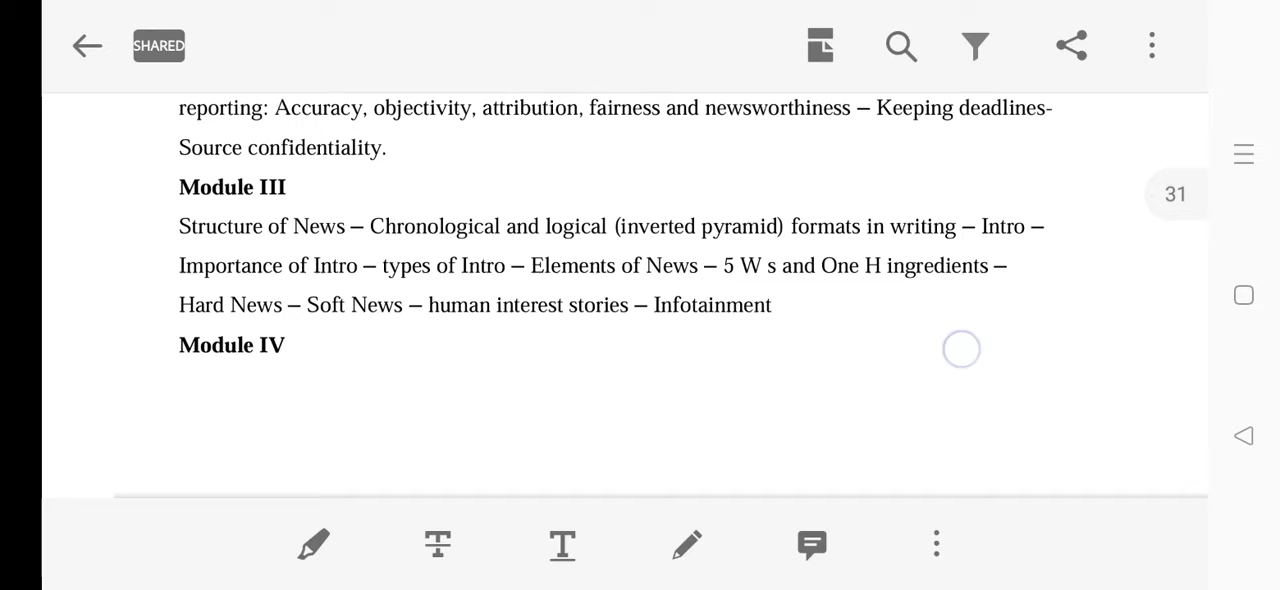 SHARED
reporting: Accuracy, objectivity, attribution, fairness and newsworthiness – Keeping deadlines-
Source confidentiality.
Module III
31
Structure of News – Chronological and logical (inverted pyramid) formats in writing – Intro –
Importance of Intro – types of Intro – Elements of News – 5 W s and One H ingredients –
Hard News – Soft News – human interest stories – Infotainment
Module IV